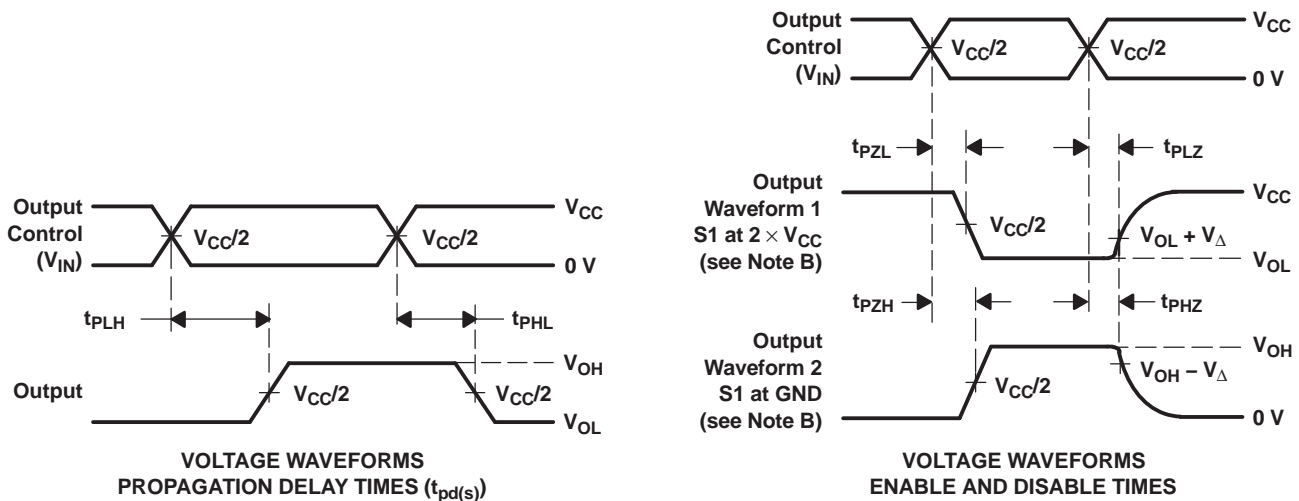 Output
Control
(VIN)
VCC/2
VCC/2
VCC
0 V
tPLH
tPHL
Output
VCC/2
VCC/2
VOH
VOL
VOLTAGE WAVEFORMS
PROPAGATION DELAY TIMES (tpd(s))
Output
Control
(VIN)
VCC/2
VCC/2
VCC
0 V
tPZL
tPLZ
Output
Waveform 1
S1 at 2 × VCC
(see Note B)
VCC/2
VCC
VOL + VΔ
VOL
tPZH
tPHZ
Output
Waveform 2
S1 at GND
(see Note B)
VCC/2
VOH
VOH − VΔ
0 V
VOLTAGE WAVEFORMS
ENABLE AND DISABLE TIMES